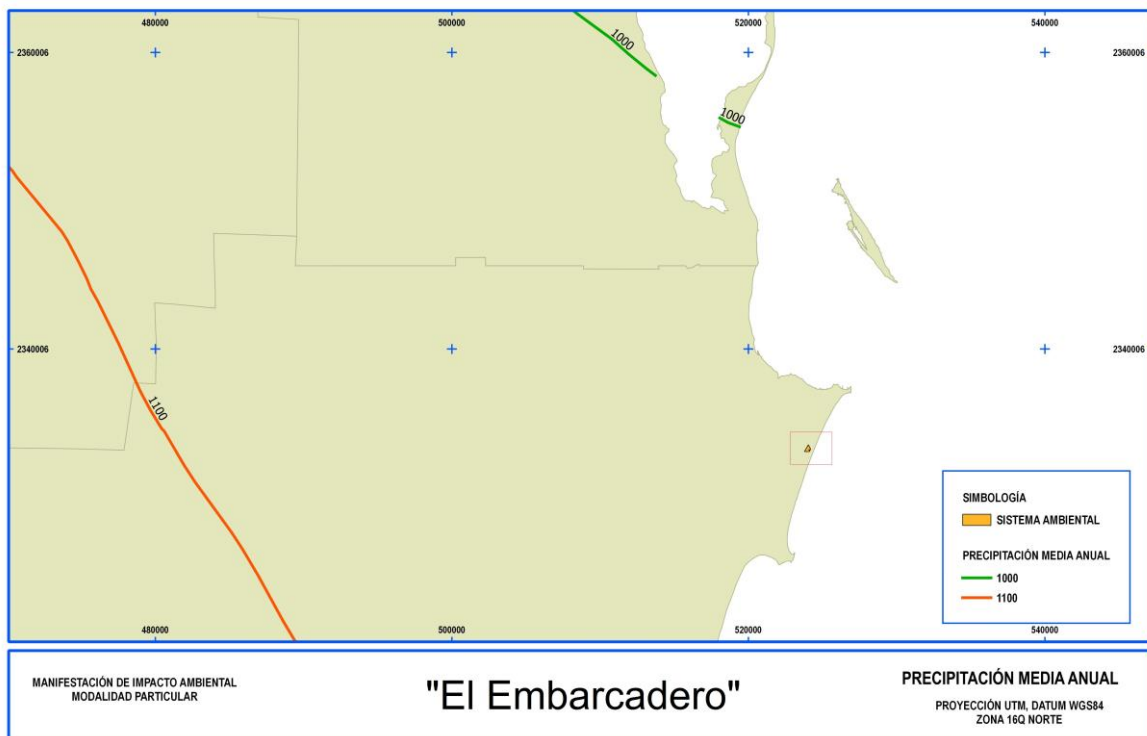 480000
500000
520000
540000
2360006
2360006
1000
1000
2340006
2340006
1100
SIMBOLOGÍA
SISTEMA AMBIENTAL
PRECIPITACIÓN MEDIA ANUAL
1000
1100
480000
500000
520000
540000
MANIFESTACIÓN DE IMPACTO AMBIENTAL
MODALIDAD PARTICULAR
"El Embarcadero"
PRECIPITACIÓN MEDIA ANUAL
PROYECCIÓN UTM, DATUM WGS84
ZONA 16Q NORTE